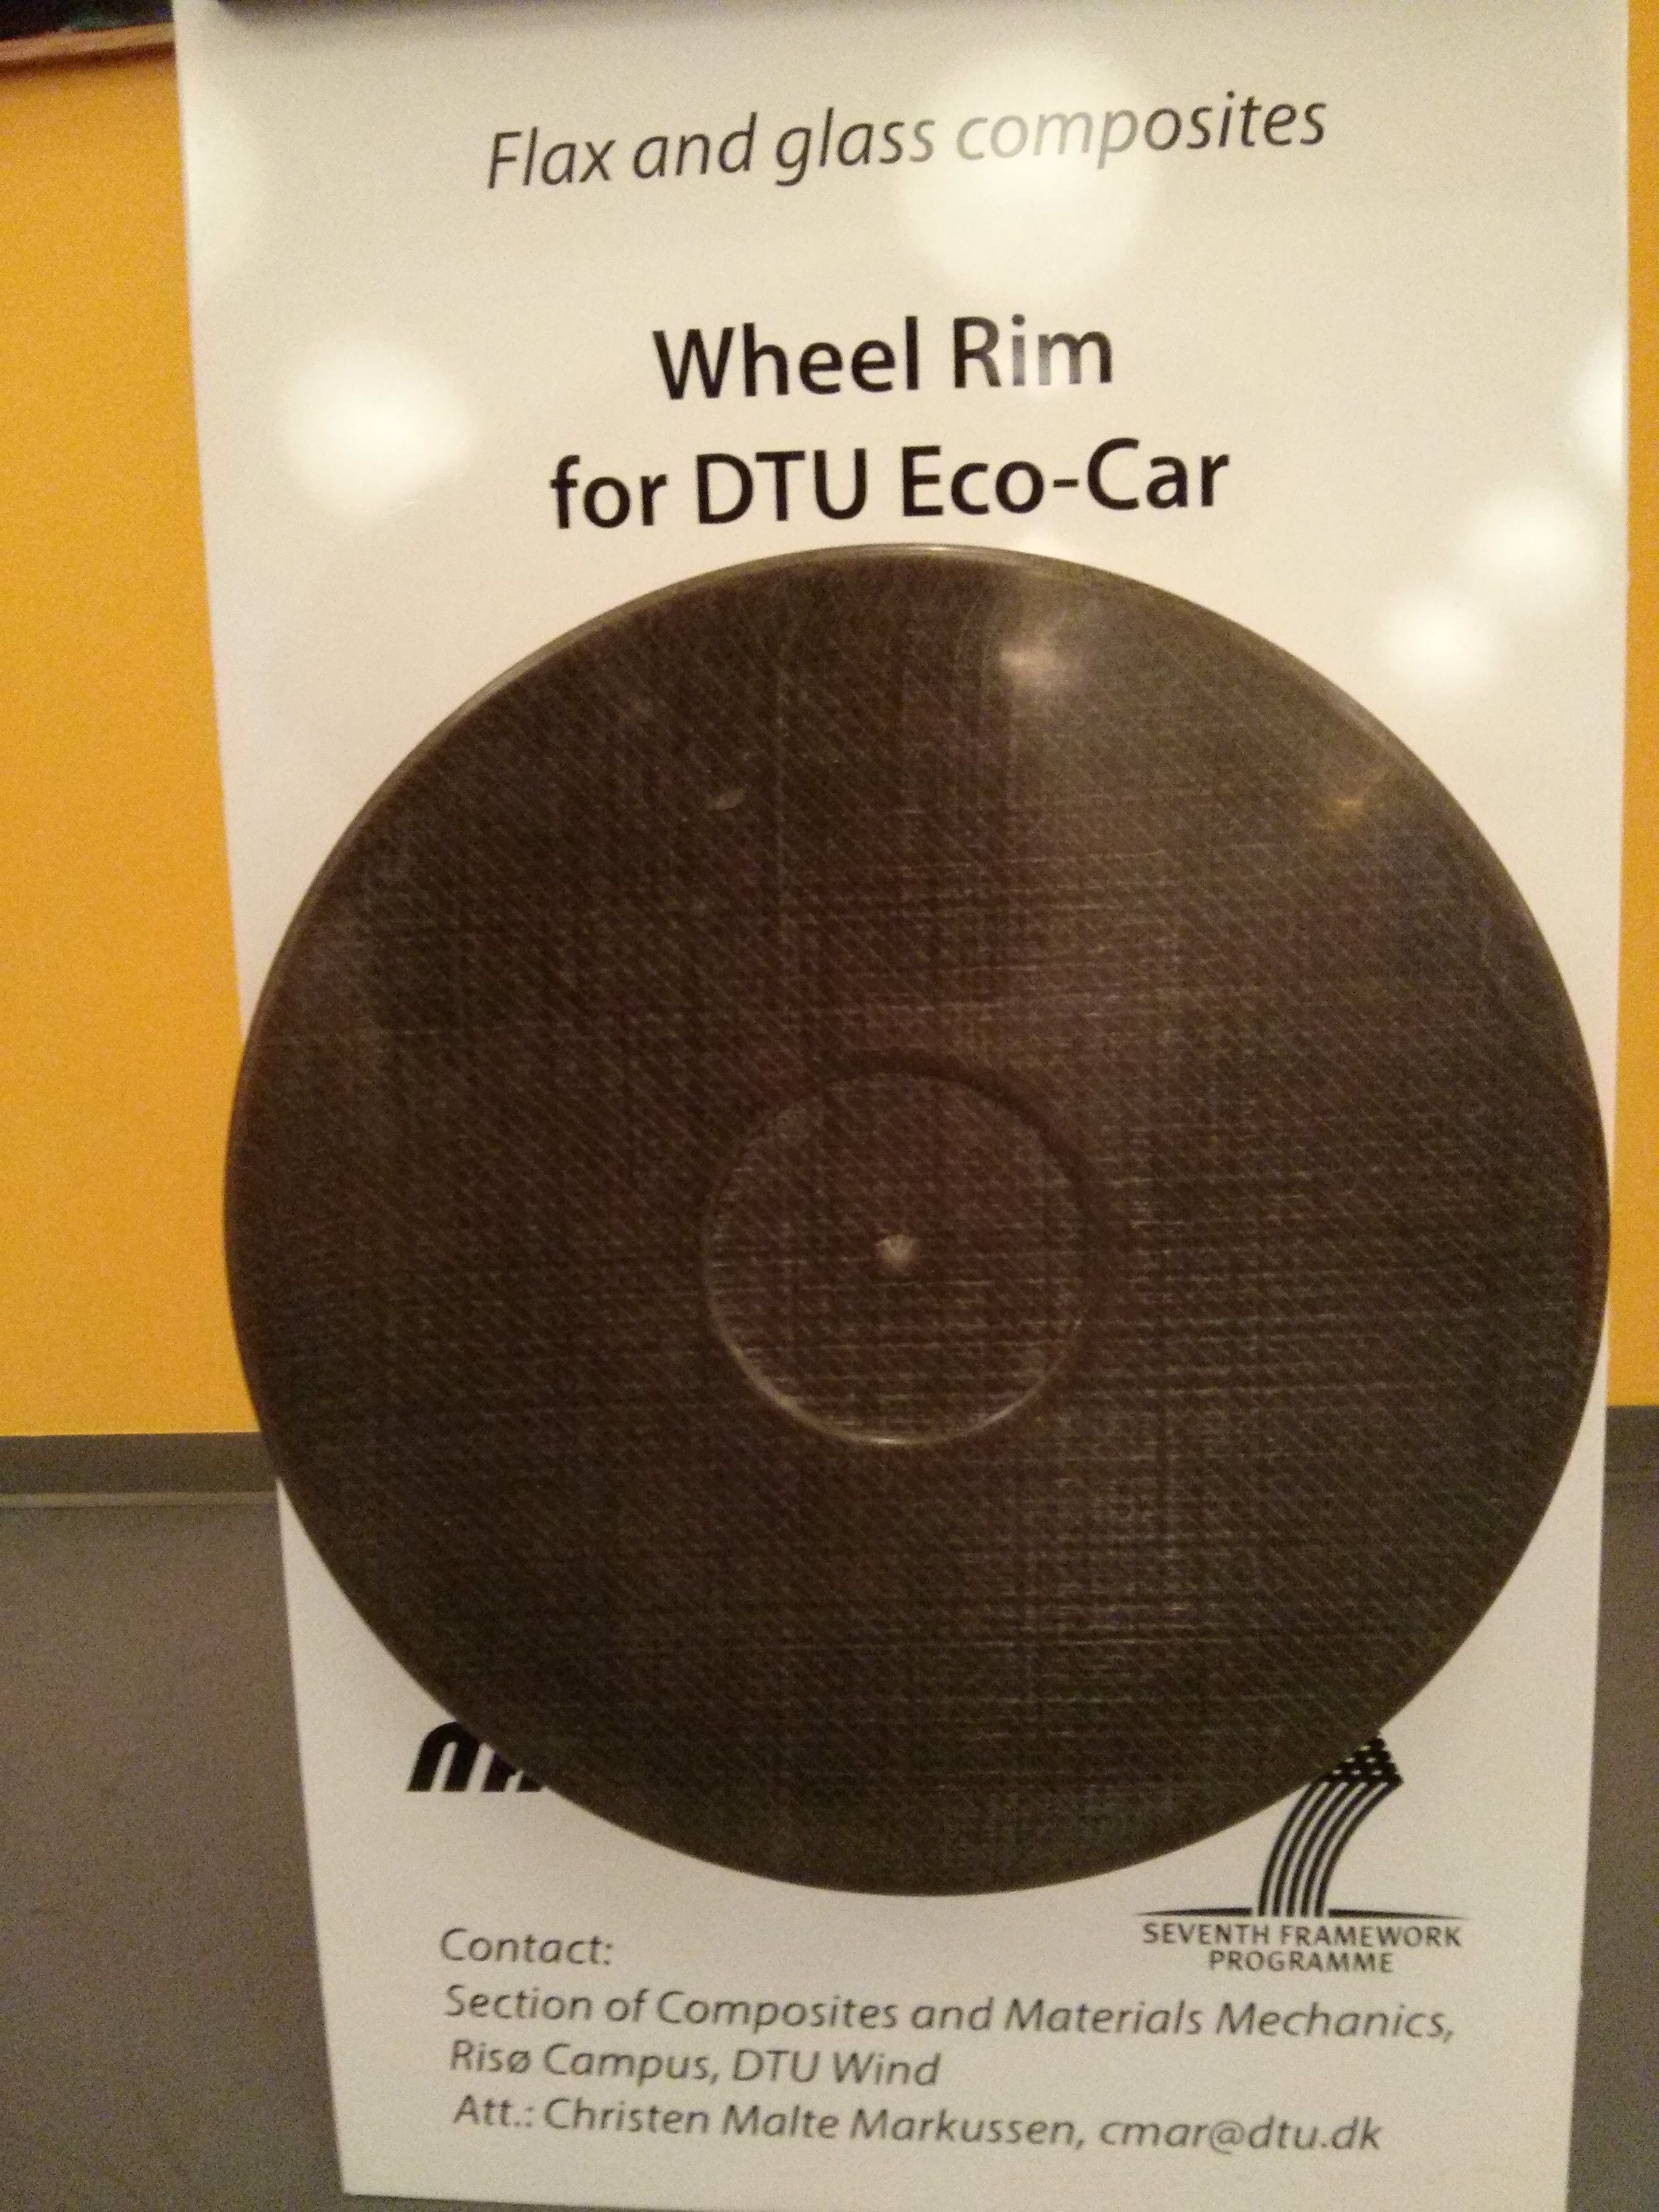 Flax and glass composites
Wheel Rim
for DTU Eco-Car
SEVENTH FRAMEWORK
PROGRAMME
Contact:
Section of Composites and Materials Mechanics,
Risø Campus, DTU Wind
Att.: Christen Malte Markussen, cmar@dtu.dk